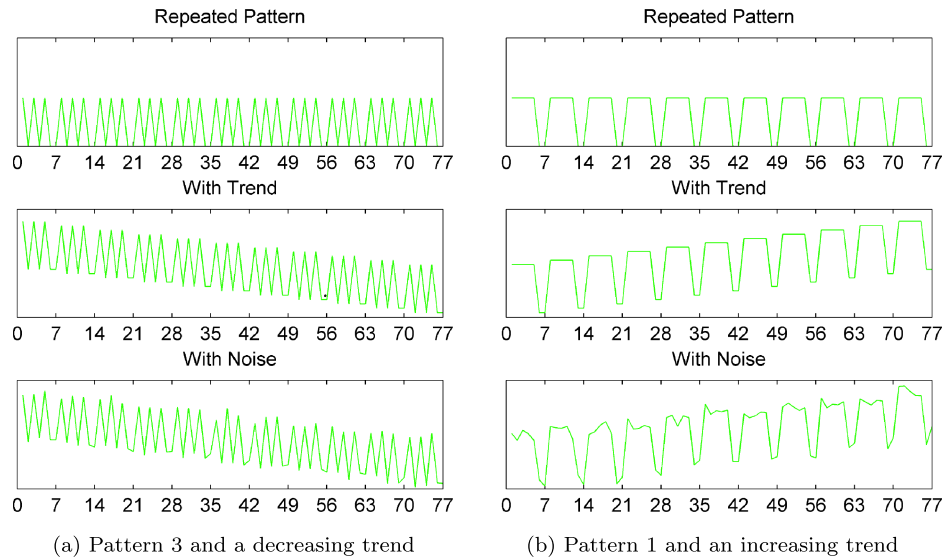 Repeated Pattern
0 7 14 21 28 35 42 49 56 63 70 77
With Trend
0 7 14 21 28 35 42 49 56 63 70 77
With Noise
0 7 14 21 28 35 42 49 56 63 70 77
(a) Pattern 3 and a decreasing trend
Repeated Pattern
0 7 14 21 28 35 42 49 56 63 70 77
With Trend
0 7 14 21 28 35 42 49 56 63 70 77
With Noise
0 7 14 21 28 35 42 49 56 63 70 77
(b) Pattern 1 and an increasing trend